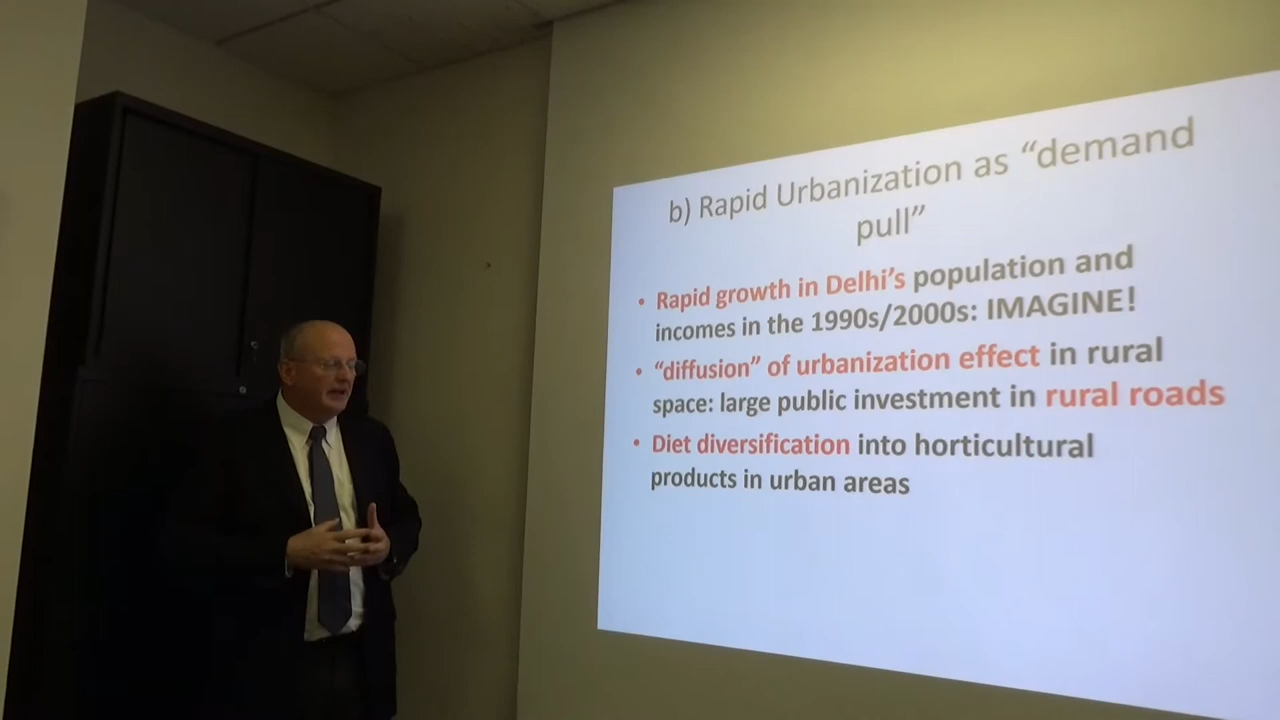 b) Rapid Urbanization as “demand
pull”
• Rapid growth in Delhi’s population and
incomes in the 1990s/2000s: IMAGINE!
• “diffusion” of urbanization effect in rural
space: large public investment in rural roads
• Diet diversification into horticultural
products in urban areas